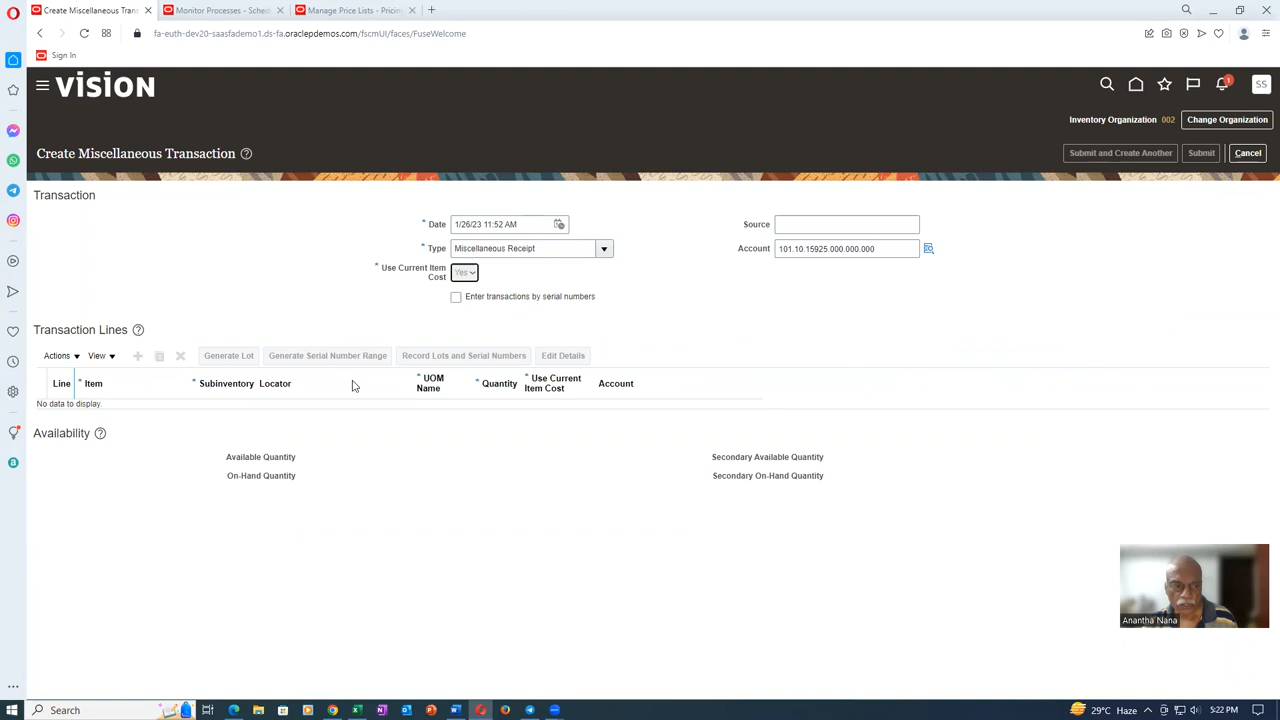 Create Miscellaneous Trans
Monitor Processes - Sched
Manage Price Lists - Pricing
fa-euth-dev20-saasfademo1.ds-fa.oraclepdemos.com/fscmUI/faces/FuseWelcome
Sign In
VISION
1
SS
Inventory Organization 002 Change Organization
Create Miscellaneous Transaction
Submit and Create Another Submit Cancel
Transaction
* Date 1/26/23 11:52 AM
Source
* Type Miscellaneous Receipt
Account 101.10.15925.000.000.000
* Use Current Item Cost Yes
Enter transactions by serial numbers
Transaction Lines
Actions View Generate Lot Generate Serial Number Range Record Lots and Serial Numbers Edit Details
Line * Item * Subinventory Locator * UOM Name * Quantity * Use Current Item Cost Account
No data to display.
Availability
Available Quantity Secondary Available Quantity
On-Hand Quantity Secondary On-Hand Quantity
Anantha Nana
Search
29°C Haze
5:22 PM